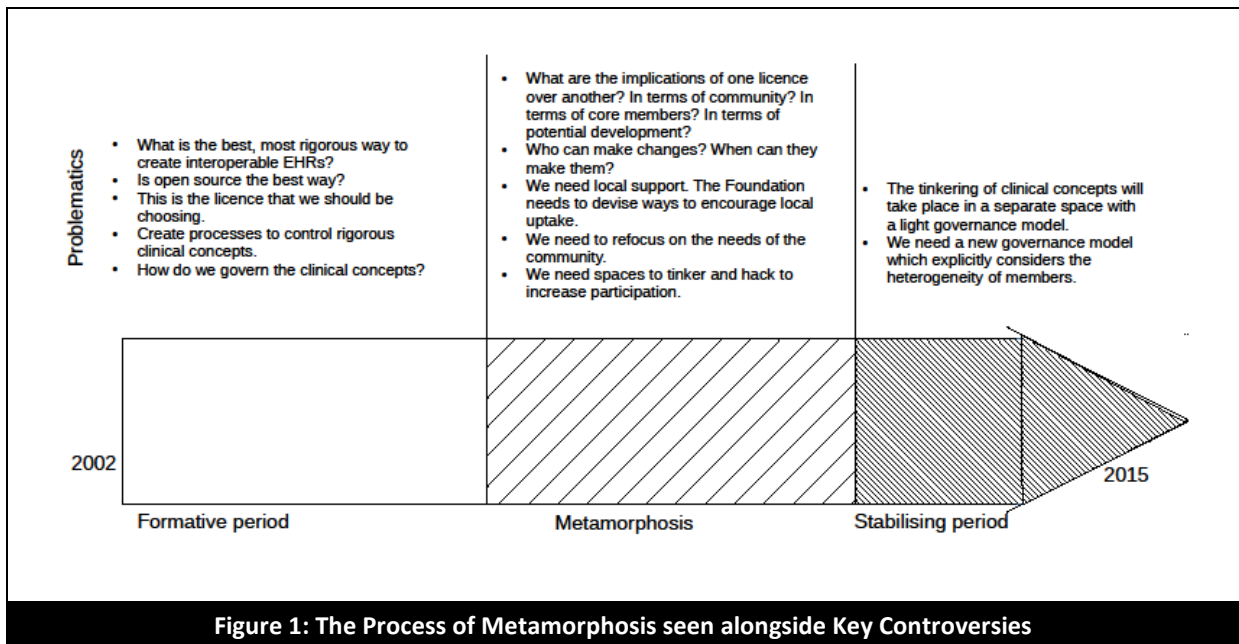 Problematics
• What is the best, most rigorous way to
create interoperable EHRs?
• Is open source the best way?
• This is the licence that we should be
choosing.
• Create processes to control rigorous
clinical concepts.
• How do we govern the clinical concepts?
• What are the implications of one licence
over another? In terms of community? In
terms of core members? In terms of
potential development?
• Who can make changes? When can they
make them?
• We need local support. The Foundation
needs to devise ways to encourage local
uptake.
• We need to refocus on the needs of the
community.
• We need spaces to tinker and hack to
increase participation.
• The tinkering of clinical concepts will
take place in a separate space with
a light governance model.
• We need a new governance model
which explicitly considers the
heterogeneity of members.
..
2002
2015
Formative period
Metamorphosis
Stabilising period
Figure 1: The Process of Metamorphosis seen alongside Key Controversies